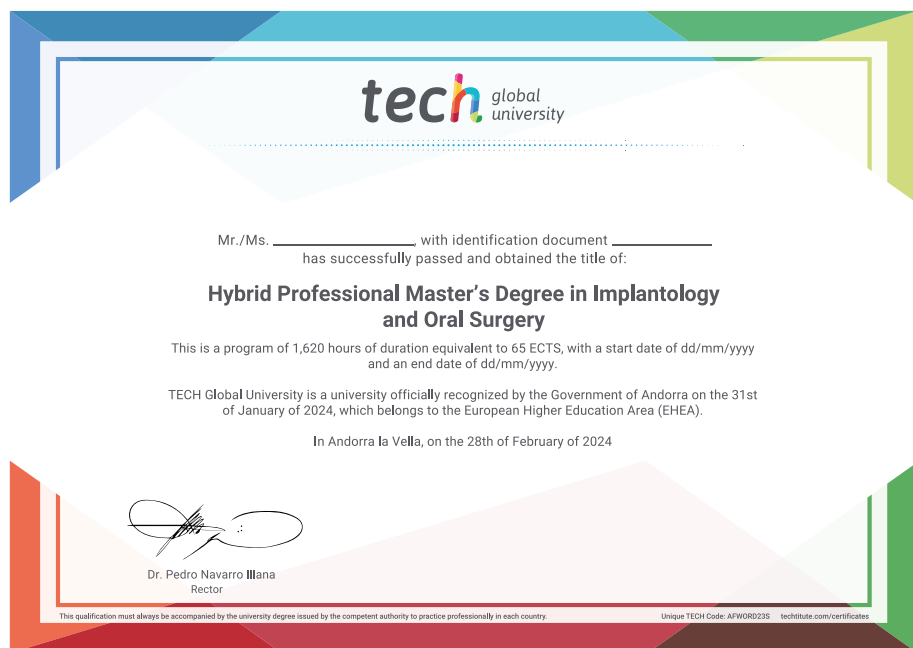 tech global
university
Mr./Ms. ____________________, with identification document ______________
has successfully passed and obtained the title of:
Hybrid Professional Master's Degree in Implantology
and Oral Surgery
This is a program of 1,620 hours of duration equivalent to 65 ECTS, with a start date of dd/mm/yyyy
and an end date of dd/mm/yyyy.
TECH Global University is a university officially recognized by the Government of Andorra on the 31st
of January of 2024, which belongs to the European Higher Education Area (EHEA).
In Andorra la Vella, on the 28th of February of 2024
Dr. Pedro Navarro Illana
Rector
This qualification must always be accompanied by the university degree issued by the competent authority to practice professionally in each country.
Unique TECH Code: AFWORD23S techtitute.com/certificates